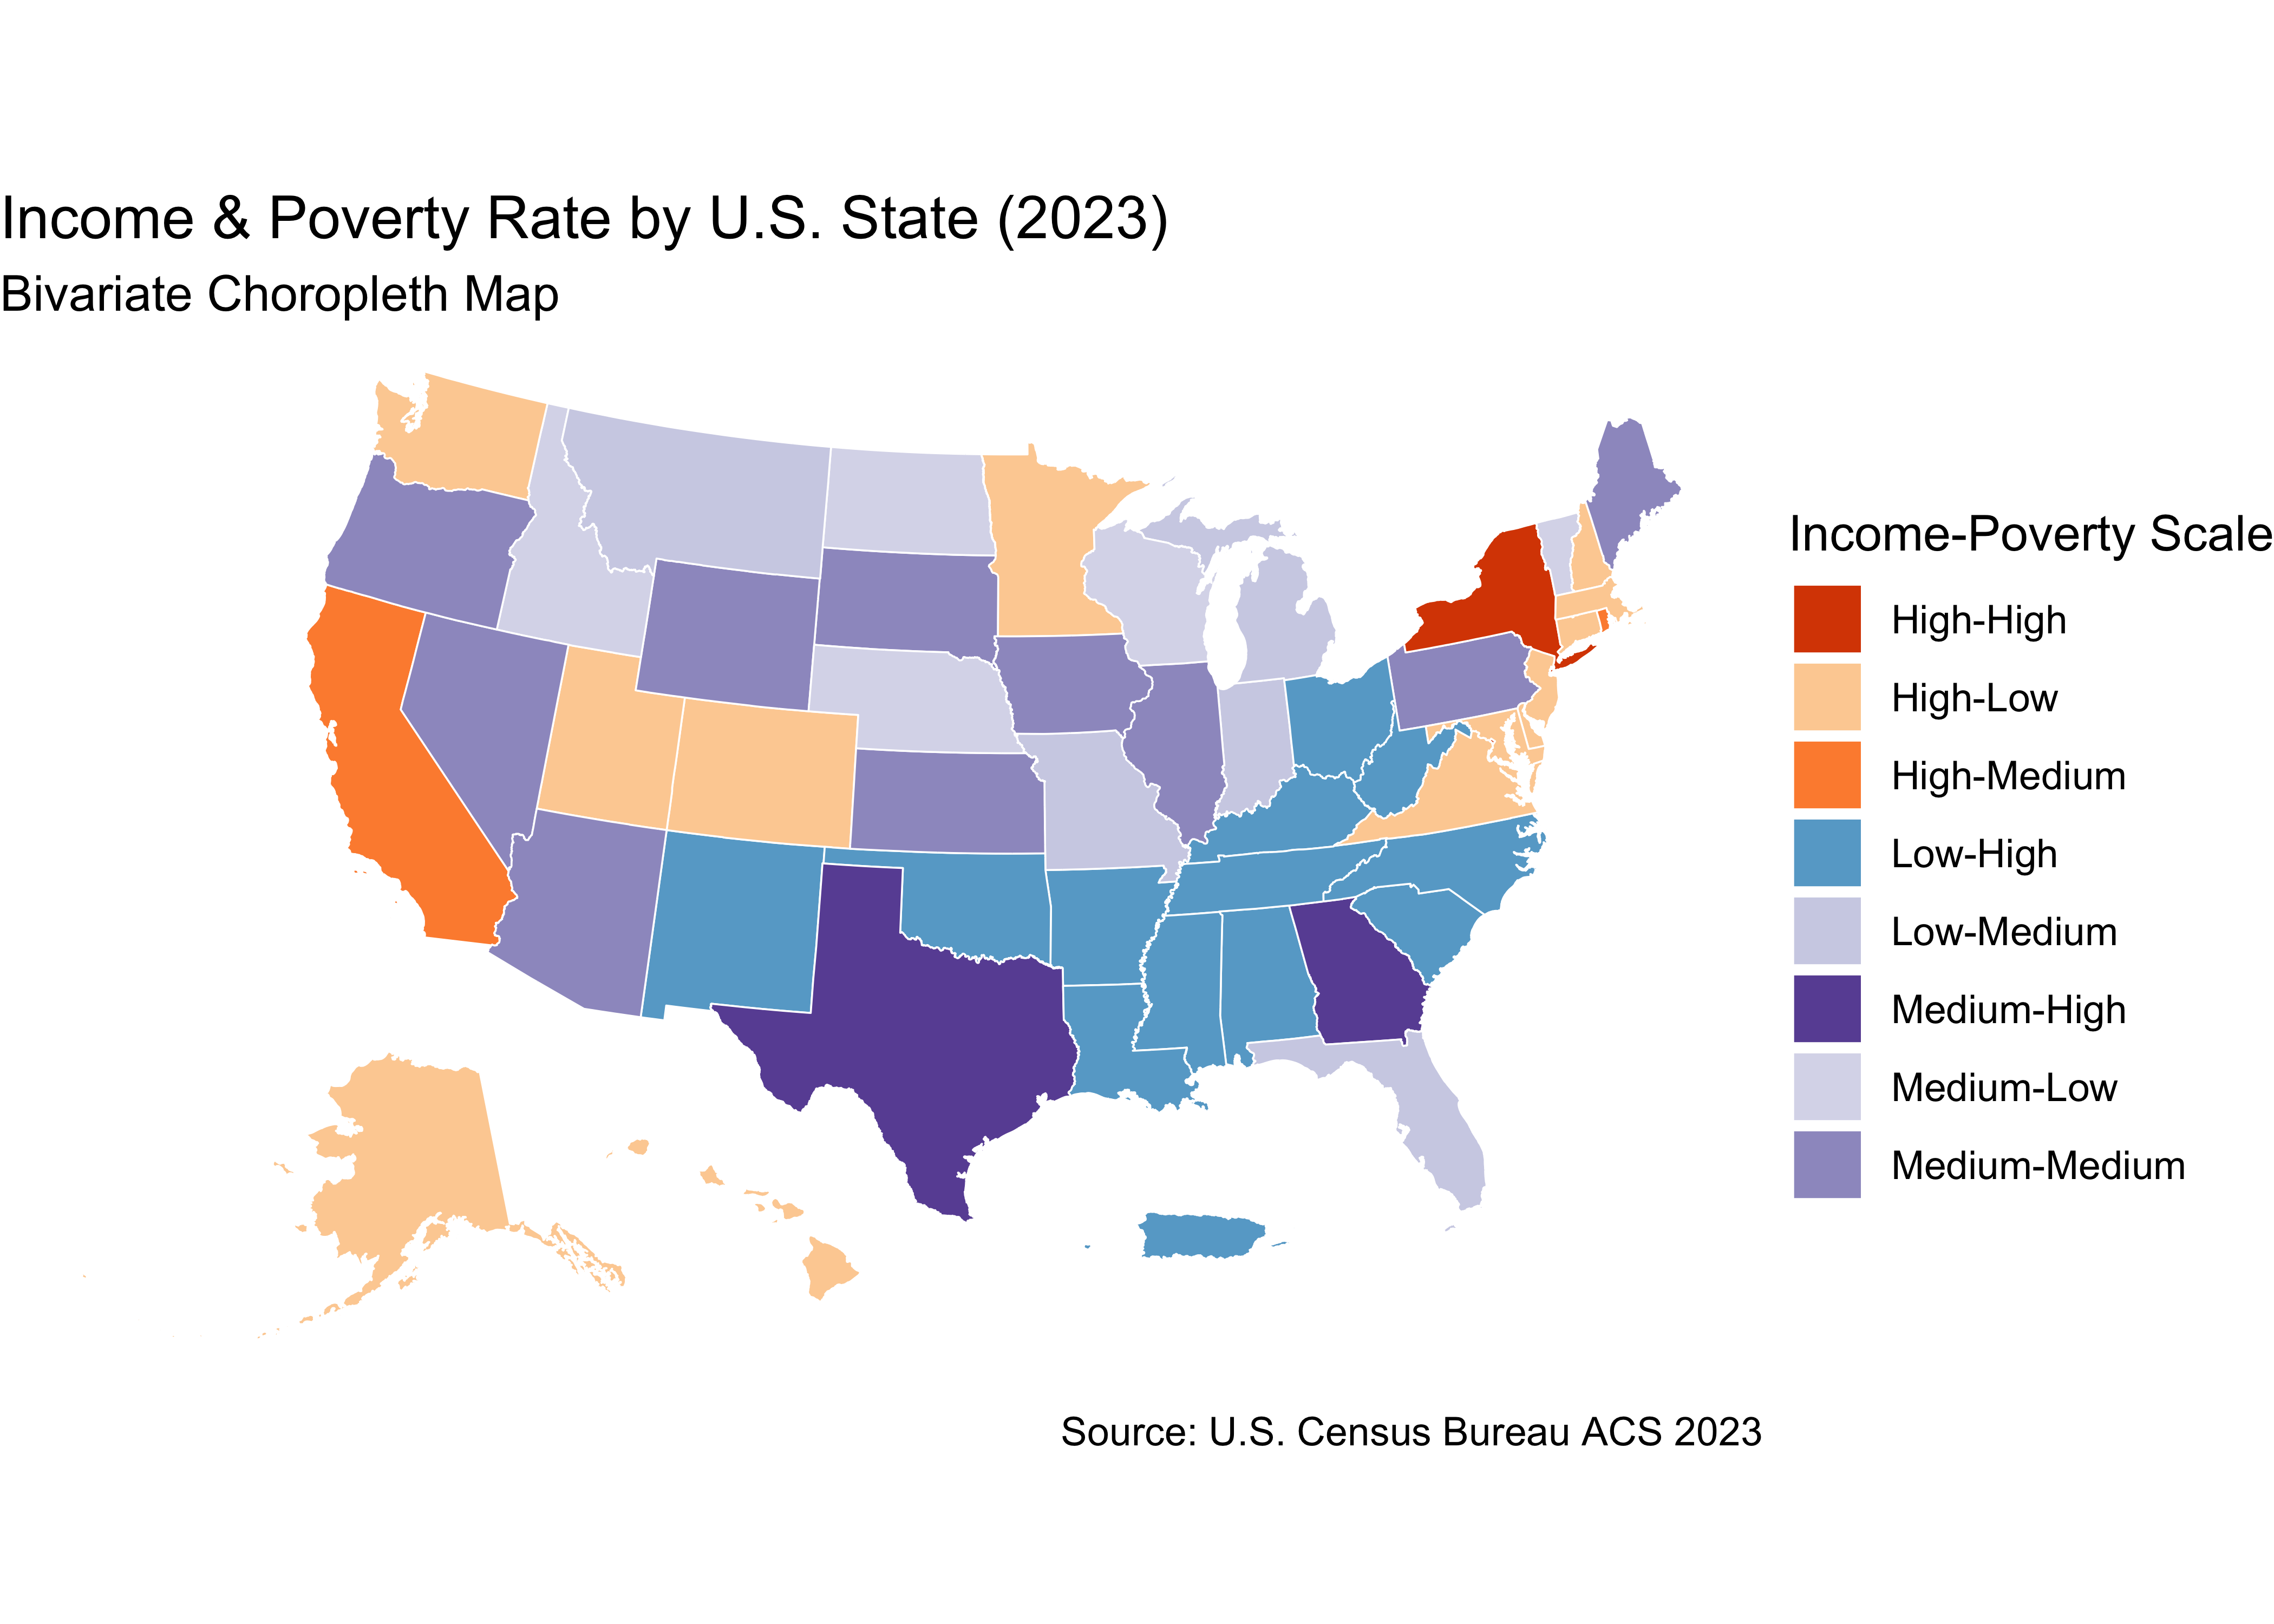 Income & Poverty Rate by U.S. State (2023)
Bivariate Choropleth Map
Income-Poverty Scale
High-High
High-Low
High-Medium
Low-High
Low-Medium
Medium-High
Medium-Low
Medium-Medium
Source: U.S. Census Bureau ACS 2023